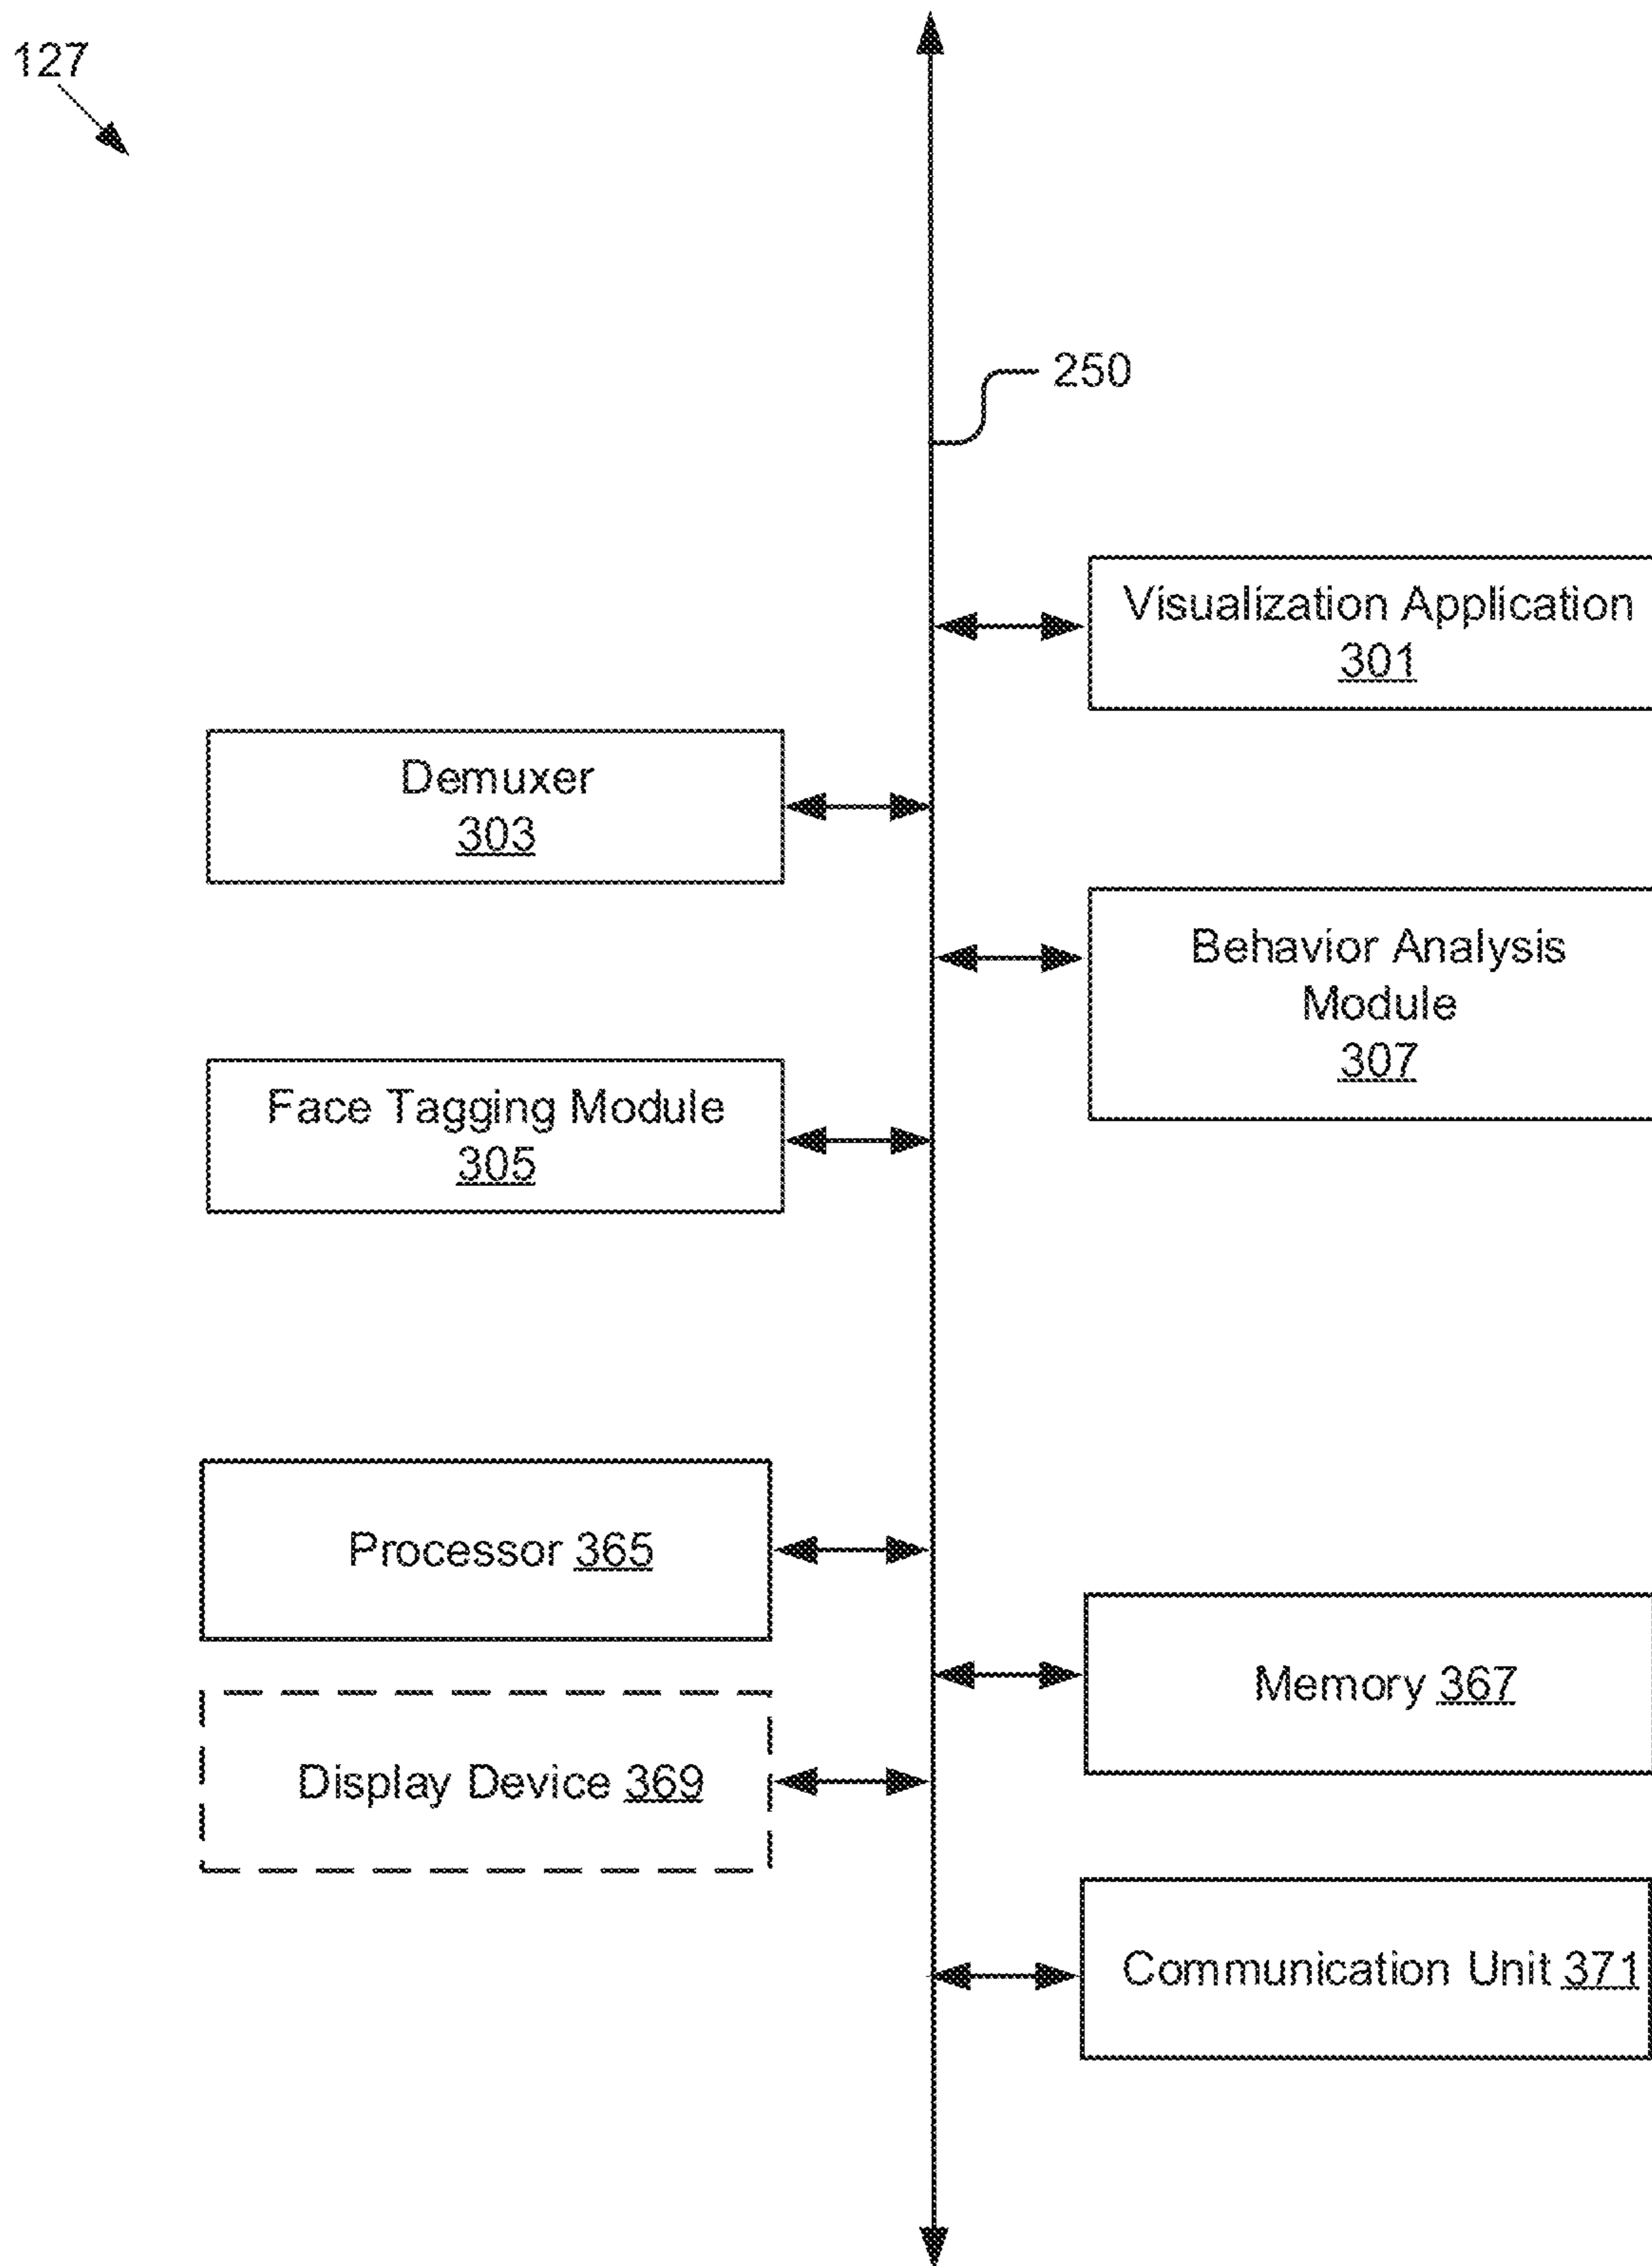 127
250
Visualization Application
301
Demuxer
303
Behavior Analysis
Module
307
Face Tagging Module
305
Processor 365
Memory 367
Display Device 369
Communication Unit 371